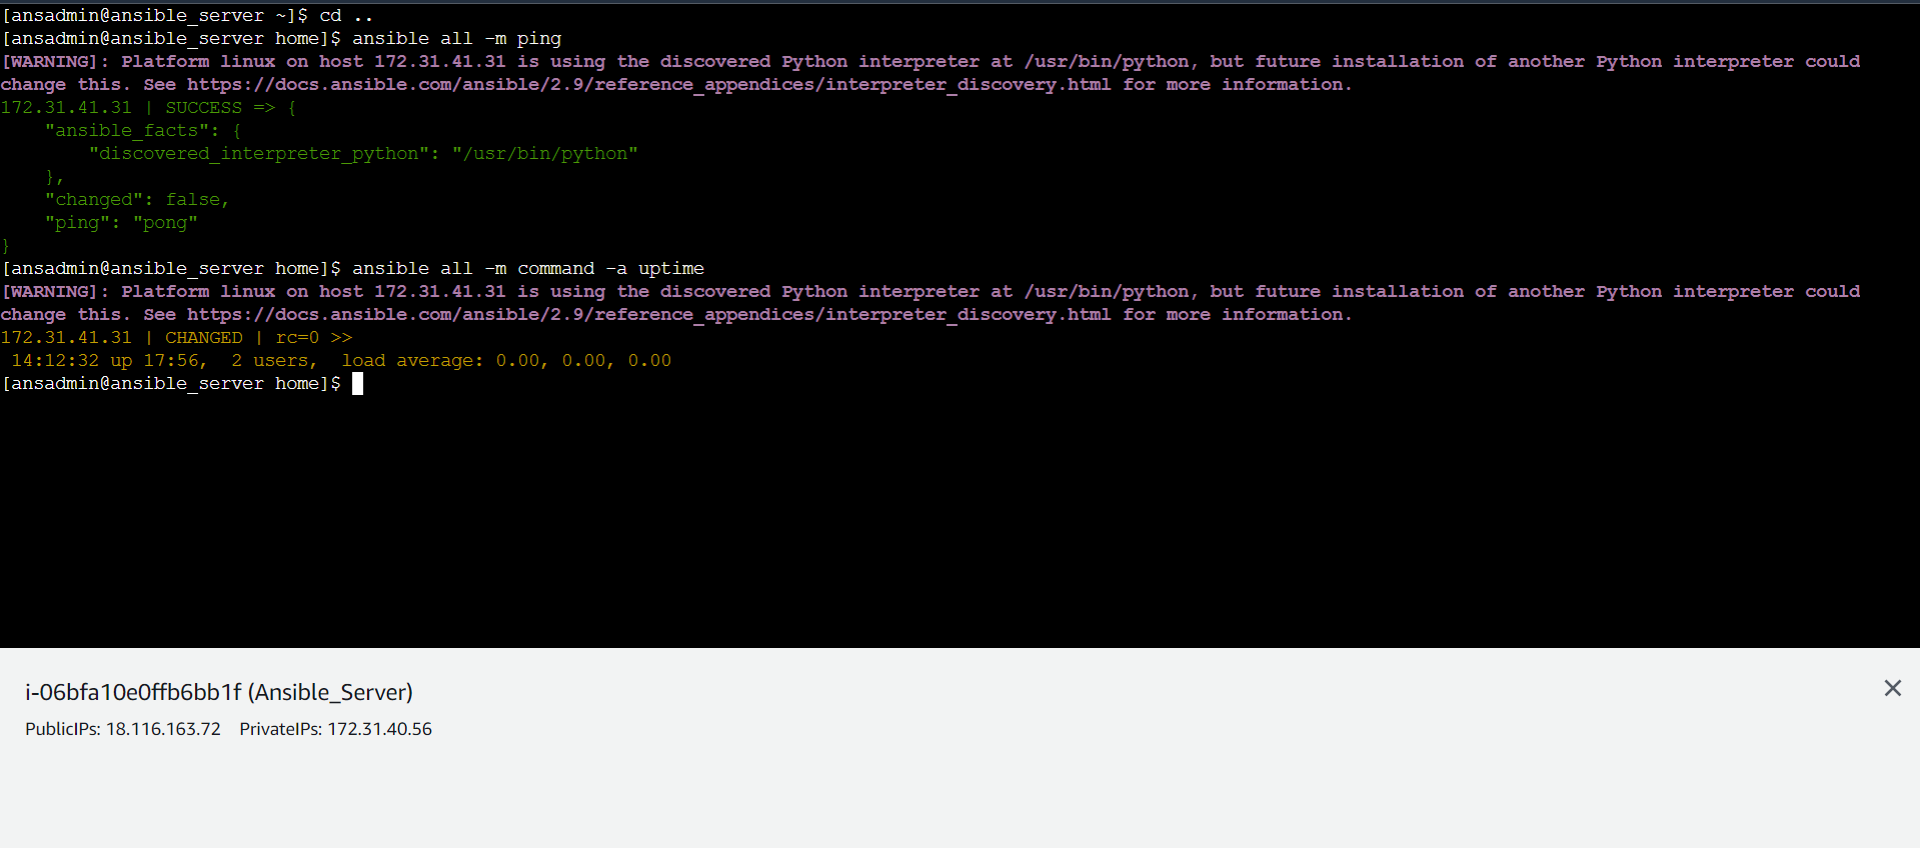 [ansadmin@ansible_server ~]$ cd ..
[ansadmin@ansible_server home]$ ansible all -m ping
[WARNING]: Platform linux on host 172.31.41.31 is using the discovered Python interpreter at /usr/bin/python, but future installation of another Python interpreter could
change this. See https://docs.ansible.com/ansible/2.9/reference_appendices/interpreter_discovery.html for more information.
172.31.41.31 | SUCCESS => {
    "ansible_facts": {
        "discovered_interpreter_python": "/usr/bin/python"
    },
    "changed": false,
    "ping": "pong"
}
[ansadmin@ansible_server home]$ ansible all -m command -a uptime
[WARNING]: Platform linux on host 172.31.41.31 is using the discovered Python interpreter at /usr/bin/python, but future installation of another Python interpreter could
change this. See https://docs.ansible.com/ansible/2.9/reference_appendices/interpreter_discovery.html for more information.
172.31.41.31 | CHANGED | rc=0 >>
 14:12:32 up 17:56,  2 users,  load average: 0.00, 0.00, 0.00
[ansadmin@ansible_server home]$
i-06bfa10e0ffb6bb1f (Ansible_Server)
PublicIPs: 18.116.163.72    PrivateIPs: 172.31.40.56